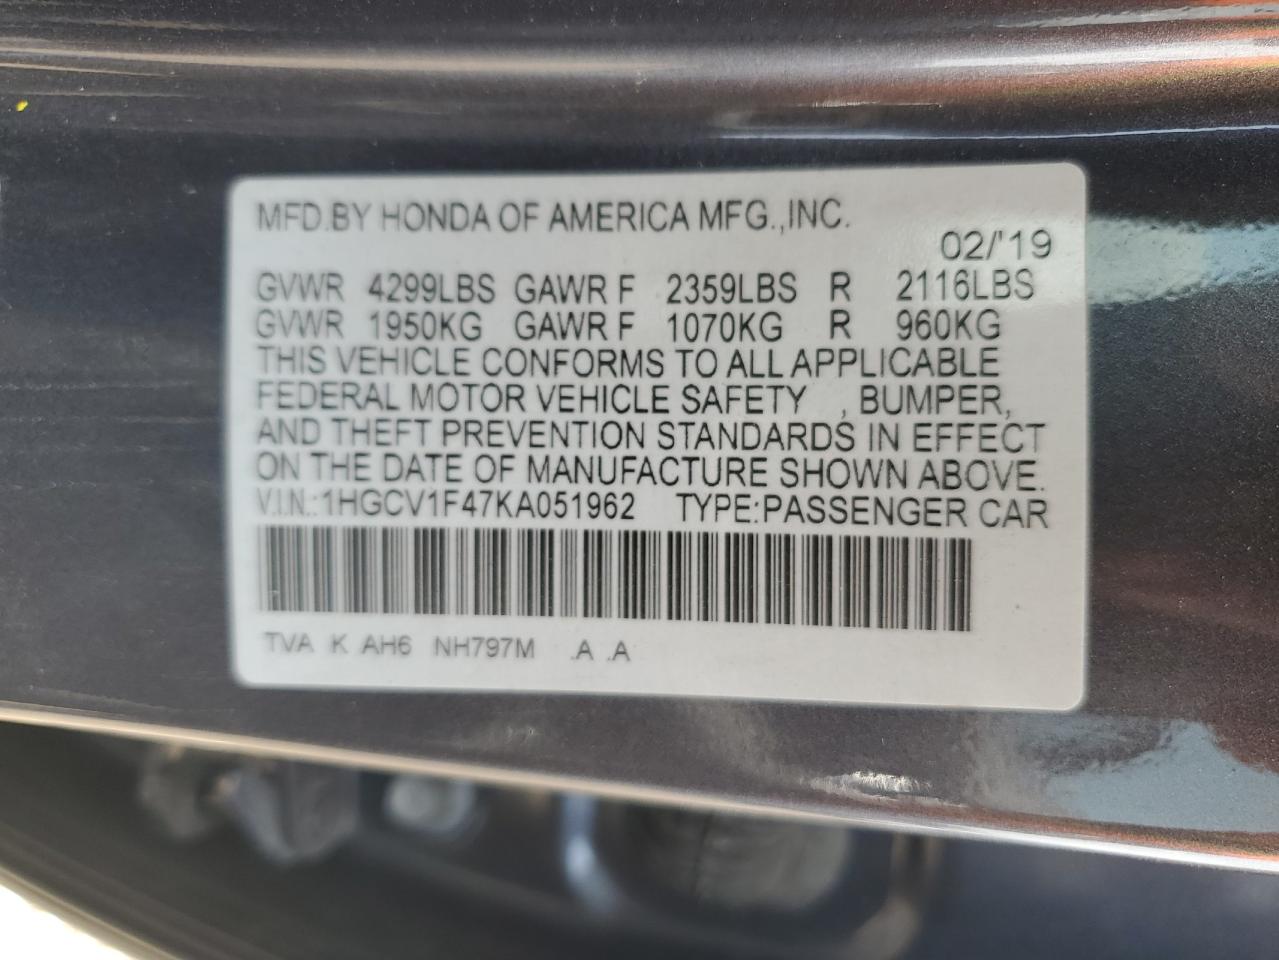 MFD.BY HONDA OF AMERICA MFG.,INC.
02/'19
GVWR 4299LBS GAWR F 2359LBS R 2116LBS
GVWR 1950KG GAWR F 1070KG R 960KG
THIS VEHICLE CONFORMS TO ALL APPLICABLE
FEDERAL MOTOR VEHICLE SAFETY , BUMPER,
AND THEFT PREVENTION STANDARDS IN EFFECT
ON THE DATE OF MANUFACTURE SHOWN ABOVE.
V.I.N.:1HGCV1F47KA051962 TYPE:PASSENGER CAR
TVA K AH6 NH797M .A .A